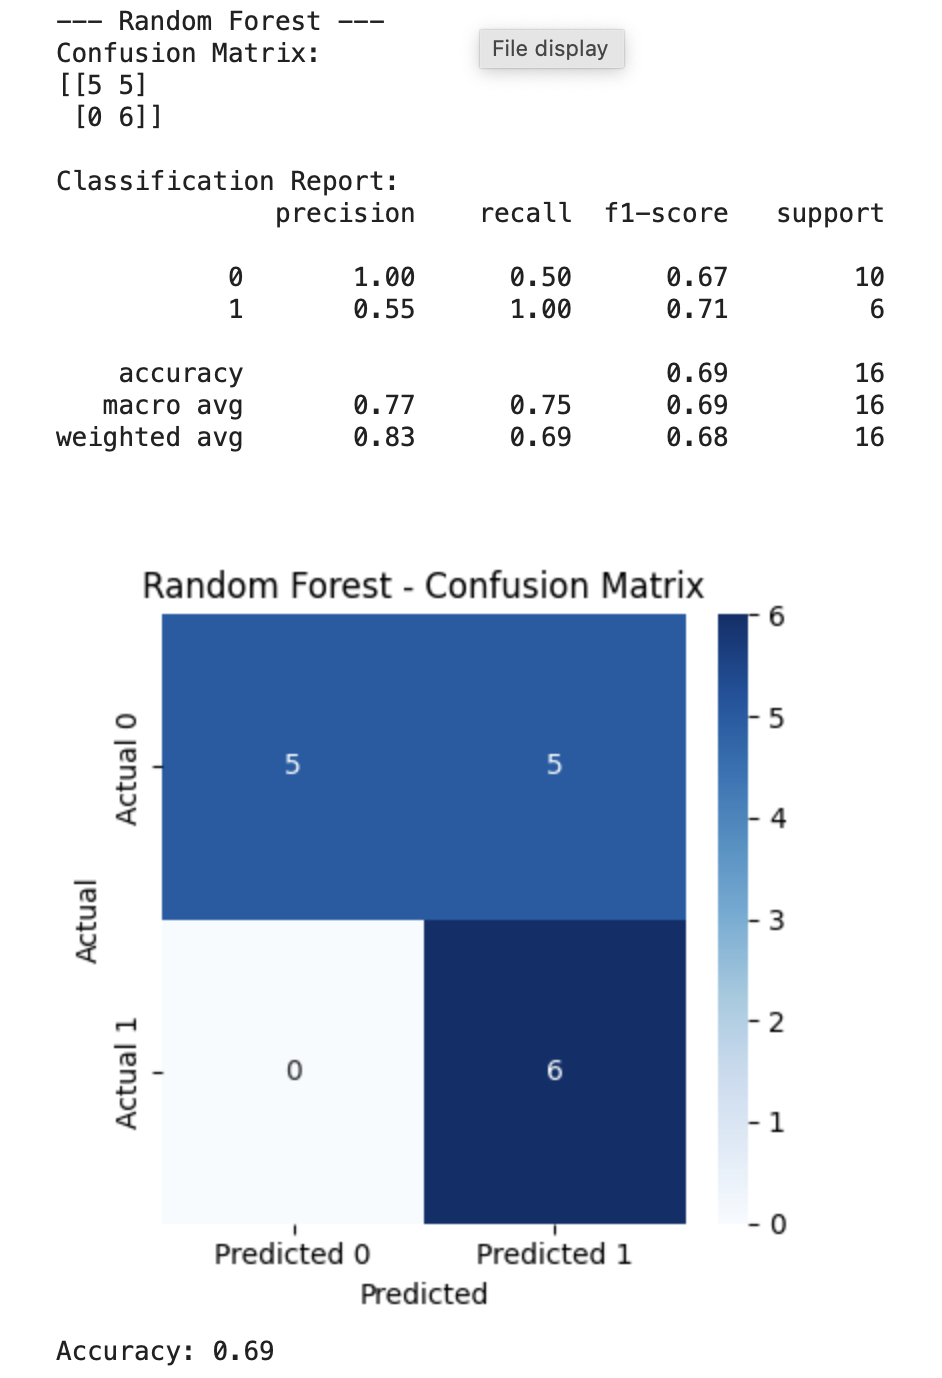 --- Random Forest ---
Confusion Matrix:
File display
[[5 5]
 [0 6]]
Classification Report:
precision recall f1-score support
0 1.00 0.50 0.67 10
1 0.55 1.00 0.71 6
accuracy 0.69 16
macro avg 0.77 0.75 0.69 16
weighted avg 0.83 0.69 0.68 16
Random Forest - Confusion Matrix
6
5
4
3
2
1
0
Actual
Actual 0
5 5
Actual 1
0 6
Predicted 0 Predicted 1
Predicted
Accuracy: 0.69